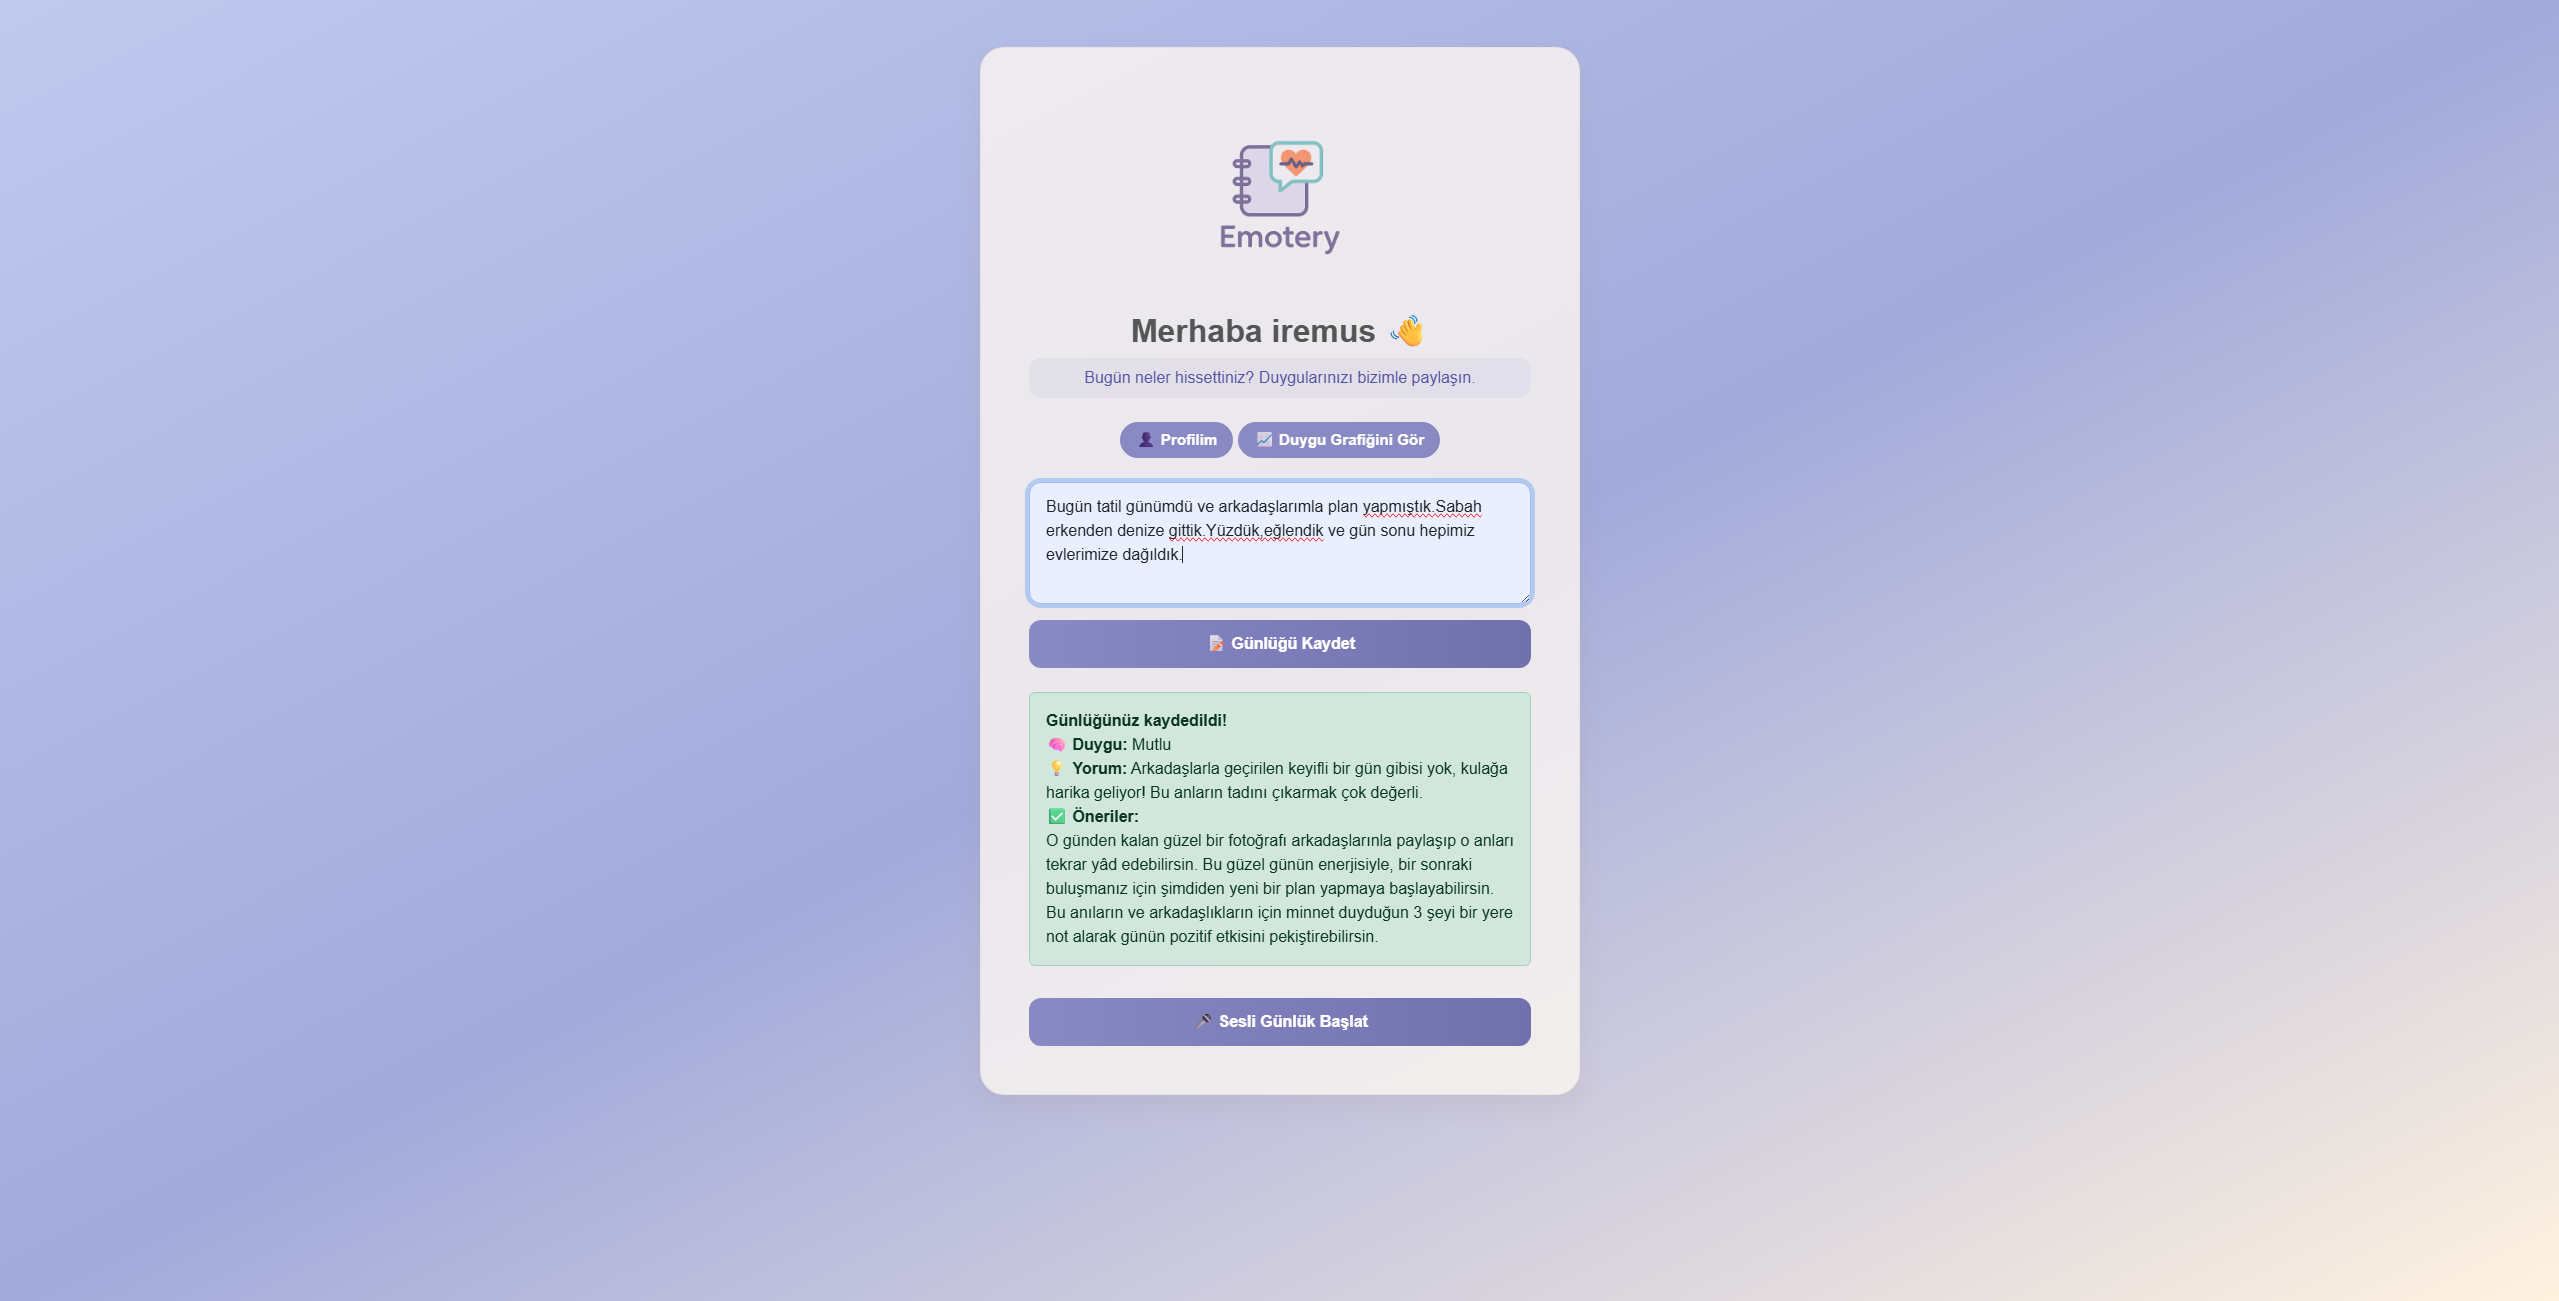 Emotery
Merhaba iremus 👋
Bugün neler hissettiniz? Duygularınızı bizimle paylaşın.
👤 Profilim
📈 Duygu Grafiğini Gör
Bugün tatil günümdü ve arkadaşlarımla plan yapmıştık.Sabah
erkenden denize gittik.Yüzdük,eğlendik ve gün sonu hepimiz
evlerimize dağıldık.
📝 Günlüğü Kaydet
Günlüğünüz kaydedildi!
🧠 Duygu: Mutlu
💡 Yorum: Arkadaşlarla geçirilen keyifli bir gün gibisi yok, kulağa
harika geliyor! Bu anların tadını çıkarmak çok değerli.
✅ Öneriler:
O günden kalan güzel bir fotoğrafı arkadaşlarınla paylaşıp o anları
tekrar yâd edebilirsin. Bu güzel günün enerjisiyle, bir sonraki
buluşmanız için şimdiden yeni bir plan yapmaya başlayabilirsin.
Bu anıların ve arkadaşlıkların için minnet duyduğun 3 şeyi bir yere
not alarak günün pozitif etkisini pekiştirebilirsin.
🎤 Sesli Günlük Başlat